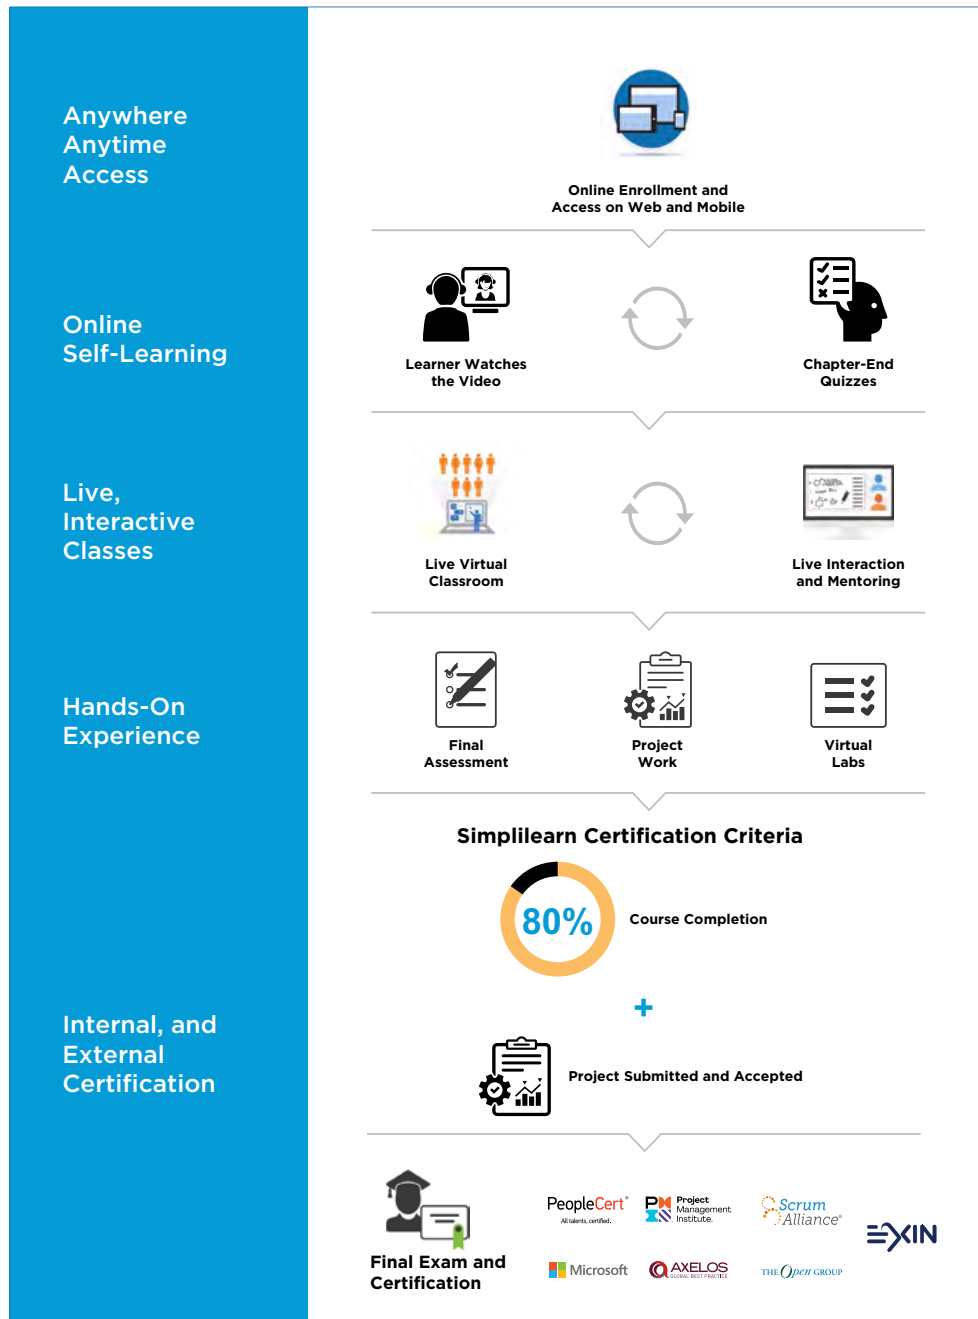 Anywhere
Anytime
Access
Online Enrollment and
Access on Web and Mobile
Online
Self-Learning
Learner Watches
the Video
Chapter-End
Quizzes
Live,
Interactive
Classes
Live Virtual
Classroom
Live Interaction
and Mentoring
Hands-On
Experience
Final
Assessment
Project
Work
Virtual
Labs
Simplilearn Certification Criteria
80%
Course Completion
+
Internal, and
External
Certification
Project Submitted and Accepted
Final Exam and
Certification
PeopleCert®
All talents, certified.
Project
Management
Institute.
Scrum
Alliance®
EXIN
Microsoft
AXELOS
GLOBAL BEST PRACTICE
THE Open GROUP